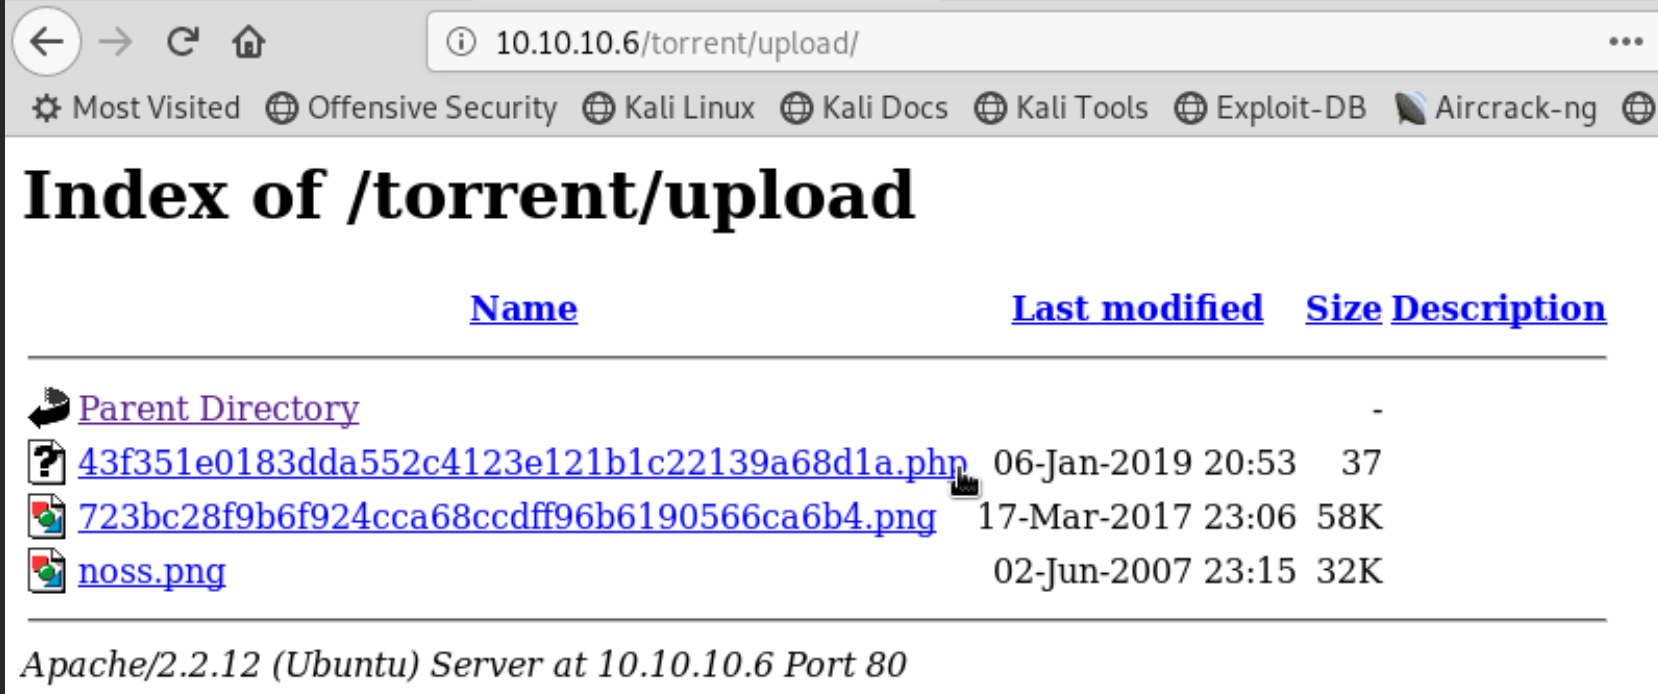 10.10.10.6/torrent/upload/
Most Visited Offensive Security Kali Linux Kali Docs Kali Tools Exploit-DB Aircrack-ng
Index of /torrent/upload
Name Last modified Size Description
Parent Directory -
43f351e0183dda552c4123e121b1c22139a68d1a.php 06-Jan-2019 20:53 37
723bc28f9b6f924cca68ccdff96b6190566ca6b4.png 17-Mar-2017 23:06 58K
noss.png 02-Jun-2007 23:15 32K
Apache/2.2.12 (Ubuntu) Server at 10.10.10.6 Port 80